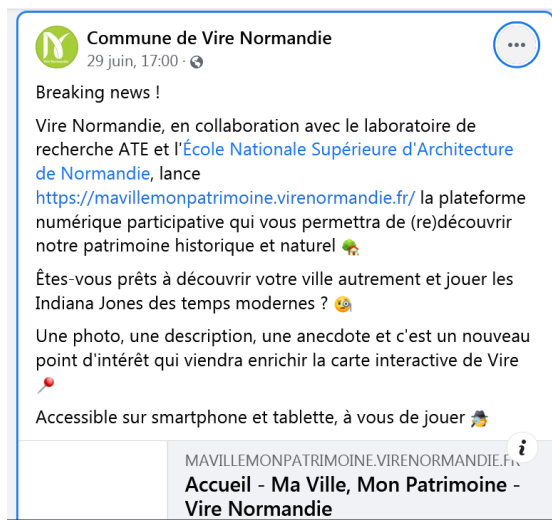 Commune de Vire Normandie
29 juin, 17:00 ·
Breaking news !
Vire Normandie, en collaboration avec le laboratoire de
recherche ATE et l'École Nationale Supérieure d'Architecture
de Normandie, lance
https://mavillemonpatrimoine.virenormandie.fr/ la plateforme
numérique participative qui vous permettra de (re)découvrir
notre patrimoine historique et naturel 🏡
Êtes-vous prêts à découvrir votre ville autrement et jouer les
Indiana Jones des temps modernes ? 🧐
Une photo, une description, une anecdote et c'est un nouveau
point d'intérêt qui viendra enrichir la carte interactive de Vire
📍
Accessible sur smartphone et tablette, à vous de jouer 🕵
MAVILLEMONPATRIMOINE.VIRENORMANDIE.FR
Accueil - Ma Ville, Mon Patrimoine -
Vire Normandie